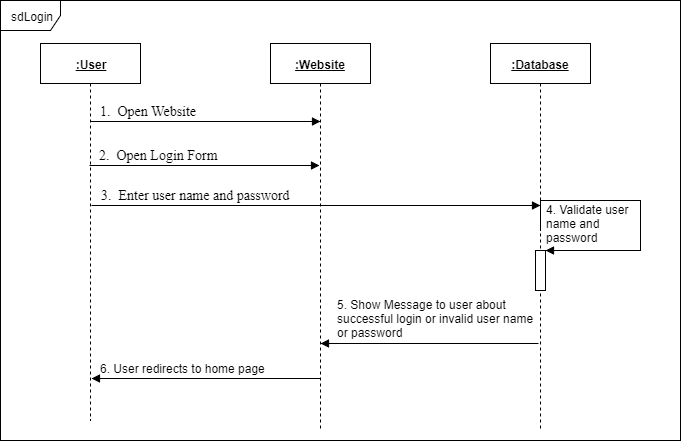 sdLogin
:User
:Website
:Database
1. Open Website
2. Open Login Form
3. Enter user name and password
4. Validate user
name and
password
5. Show Message to user about
successful login or invalid user name
or password
6. User redirects to home page